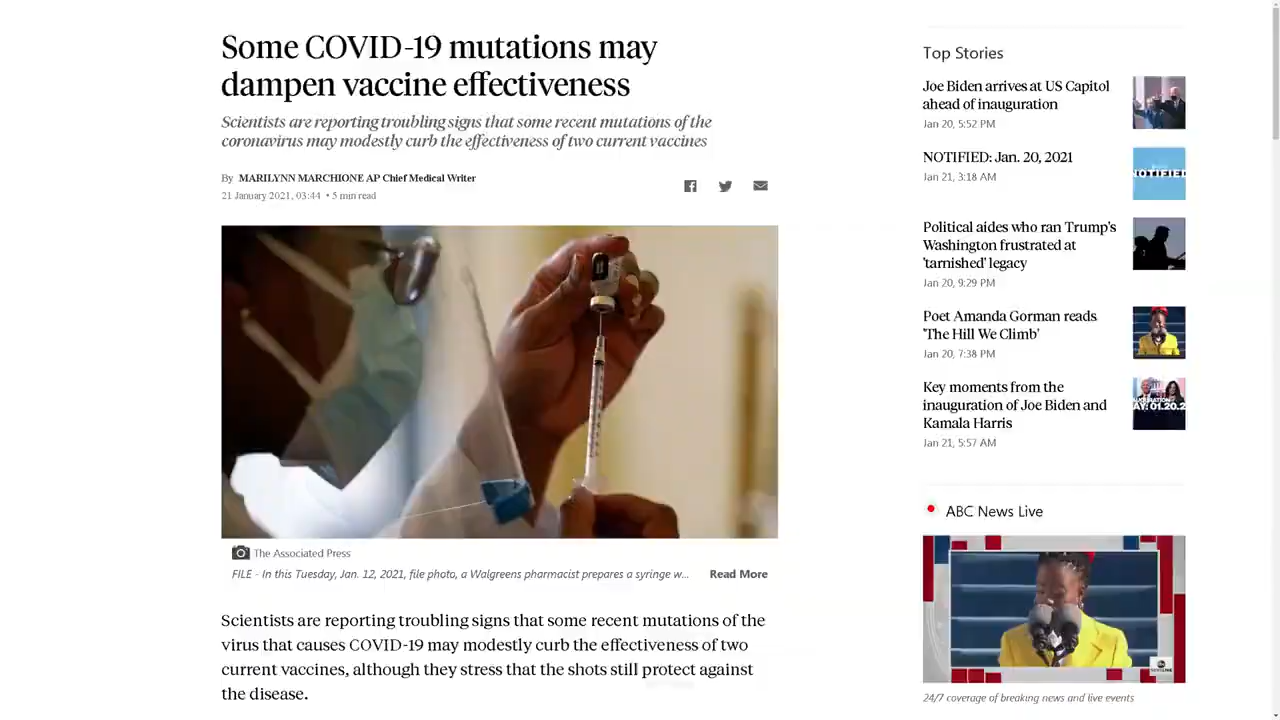 Some COVID-19 mutations may
dampen vaccine effectiveness
Scientists are reporting troubling signs that some recent mutations of the
coronavirus may modestly curb the effectiveness of two current vaccines
By MARILYNN MARCHIONE AP Chief Medical Writer
21 January 2021, 03:44 • 5 min read
The Associated Press
FILE - In this Tuesday, Jan. 12, 2021, file photo, a Walgreens pharmacist prepares a syringe w... Read More
Scientists are reporting troubling signs that some recent mutations of the
virus that causes COVID-19 may modestly curb the effectiveness of two
current vaccines, although they stress that the shots still protect against
the disease.
Top Stories
Joe Biden arrives at US Capitol
ahead of inauguration
Jan 20, 5:52 PM
NOTIFIED: Jan. 20, 2021
Jan 21, 3:18 AM
NOTIFIED
Political aides who ran Trump's
Washington frustrated at
'tarnished' legacy
Jan 20, 9:29 PM
Poet Amanda Gorman reads
'The Hill We Climb'
Jan 20, 7:38 PM
Key moments from the
inauguration of Joe Biden and
Kamala Harris
Jan 21, 5:57 AM
AY: 01.20.2
ABC News Live
24/7 coverage of breaking news and live events